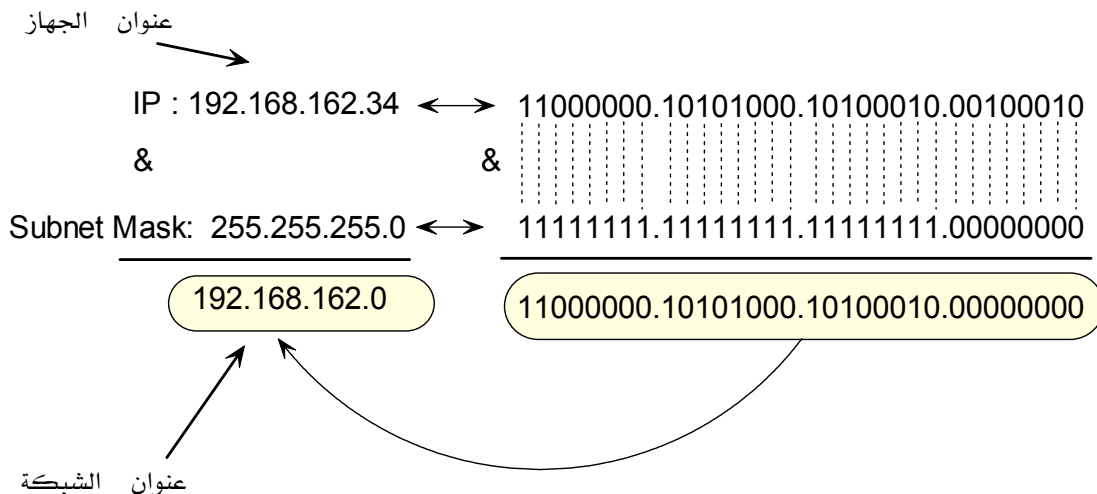 عنوان الجهاز
IP : 192.168.162.34 11000000.10101000.10100010.00100010
& &
Subnet Mask: 255.255.255.0 11111111.11111111.11111111.00000000
192.168.162.0 11000000.10101000.10100010.00000000
عنوان الشبكة